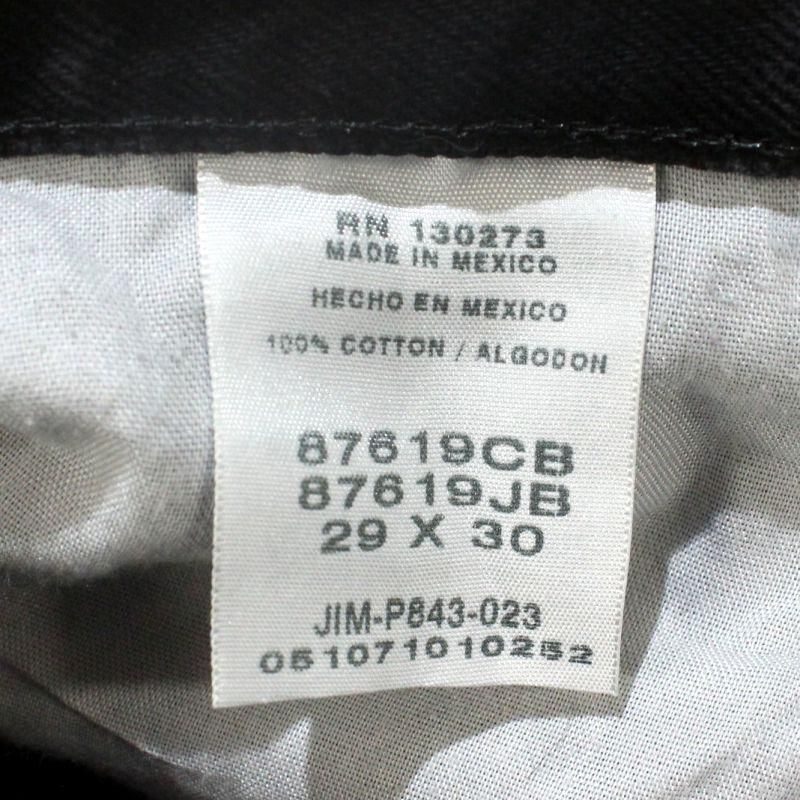 RN 130273
MADE IN MEXICO
HECHO EN MEXICO
100% COTTON / ALGODON
87619CB
87619JB
29 X 30
JIM-P843-023
051071010252